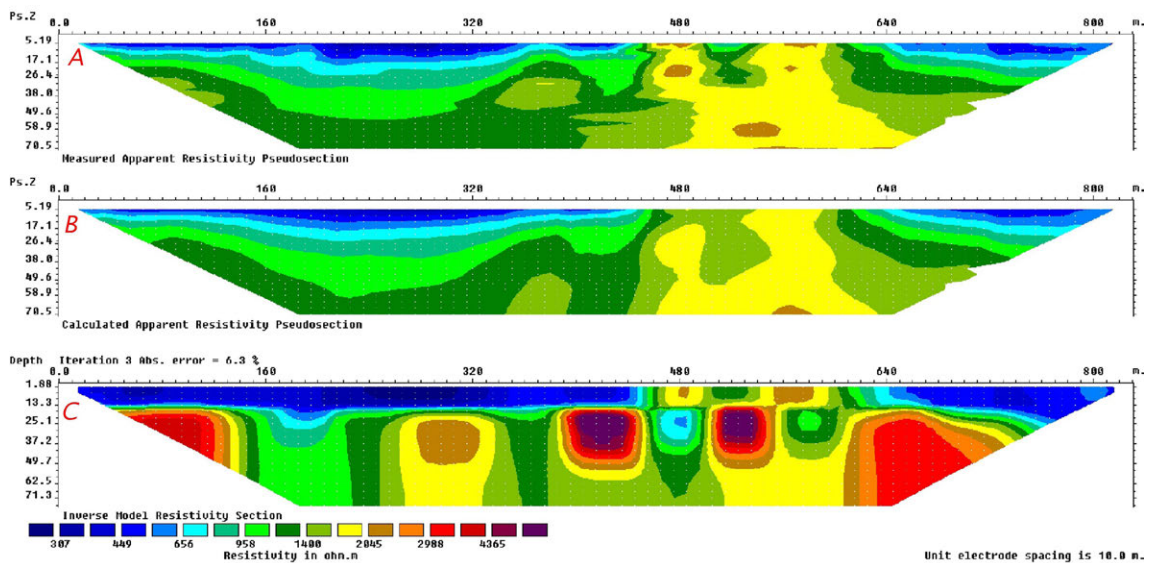 Ps.Z 0.0 160 320 480 640 800 m.
5.19
A
17.1
26.4
38.0
49.6
58.9
70.5
Measured Apparent Resistivity Pseudosection
Ps.Z 0.0 160 320 480 640 800 m.
5.19
B
17.1
26.4
38.0
49.6
58.9
70.5
Calculated Apparent Resistivity Pseudosection
Depth Iteration 3 Abs. error = 6.3 %
0.0 160 320 480 640 800 m.
1.88
13.3
C
25.1
37.2
49.7
62.5
71.3
Inverse Model Resistivity Section
307 449 656 958 1400 2045 2988 4365
Resistivity in ohm.m
Unit electrode spacing is 10.0 m.